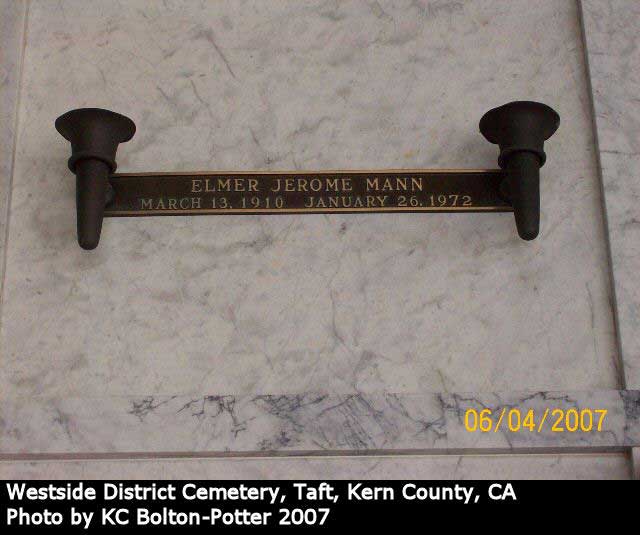 ELMER JEROME MANN
MARCH 13, 1910 JANUARY 26, 1972
06/04/2007
Westside District Cemetery, Taft, Kern County, CA
Photo by KC Bolton-Potter 2007